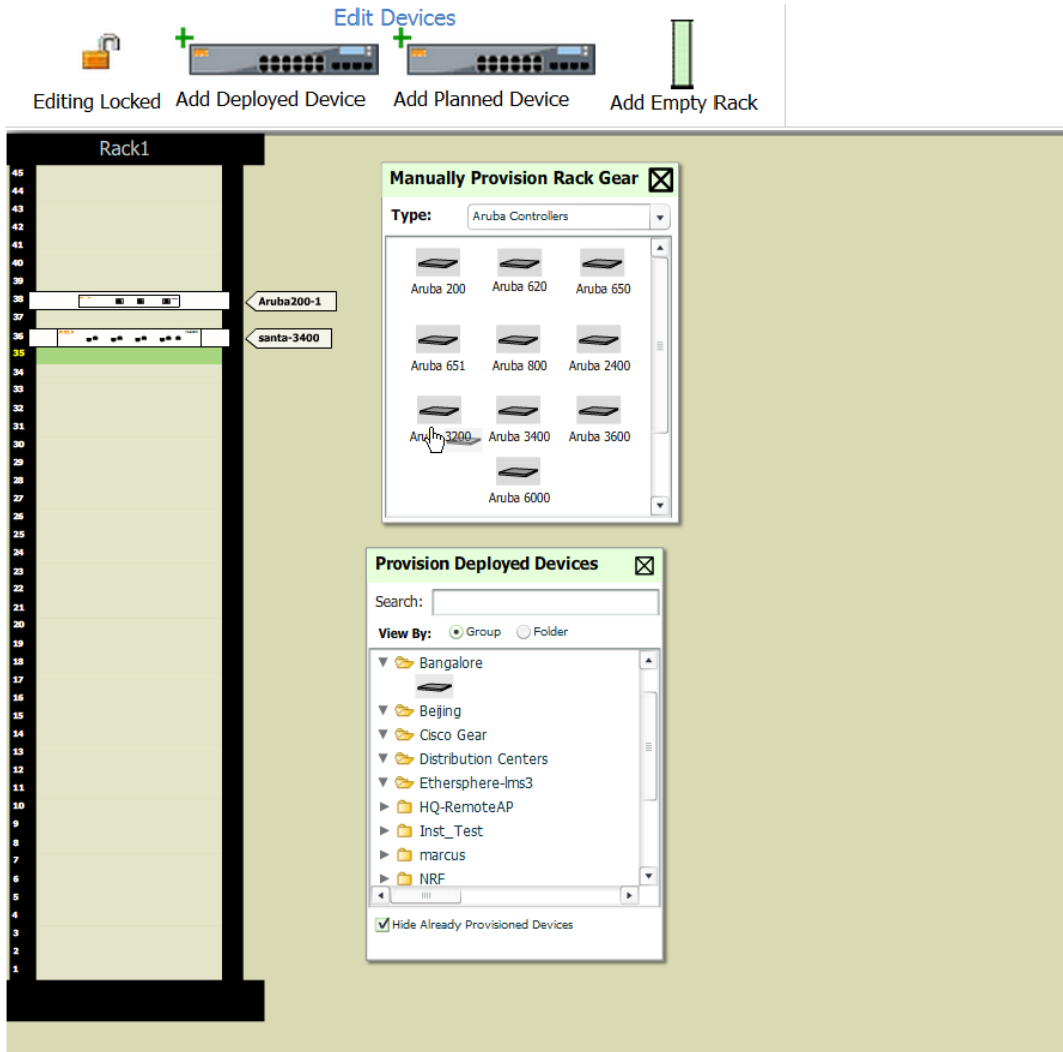 Edit Devices
Editing Locked
Add Deployed Device
Add Planned Device
Add Empty Rack
Rack1
45
44
43
42
41
40
39
38
37
36
35
34
33
32
31
30
29
28
27
26
25
24
23
22
21
20
19
18
17
16
15
14
13
12
11
10
9
8
7
6
5
4
3
2
1
Aruba200-1
santa-3400
Manually Provision Rack Gear
Type: Aruba Controllers
Aruba 200 Aruba 620 Aruba 650
Aruba 651 Aruba 800 Aruba 2400
Aruba 3200 Aruba 3400 Aruba 3600
Aruba 6000
Provision Deployed Devices
Search:
View By: Group Folder
Bangalore
Beijing
Cisco Gear
Distribution Centers
Ethersphere-lms3
HQ-RemoteAP
Inst_Test
marcus
NRF
Hide Already Provisioned Devices